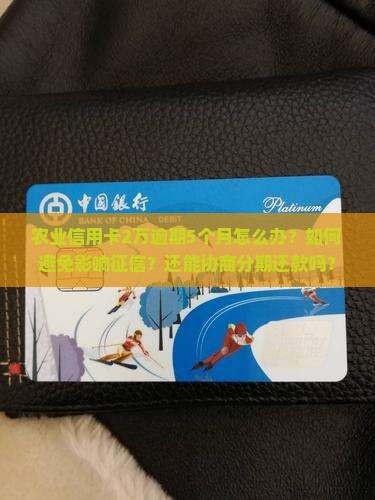 中国银行
BANK OF CHINA
DEBIT
Platinum
农业信用卡2万逾期5个月怎么办？如何
避免影响征信？还能协商分期还款吗？